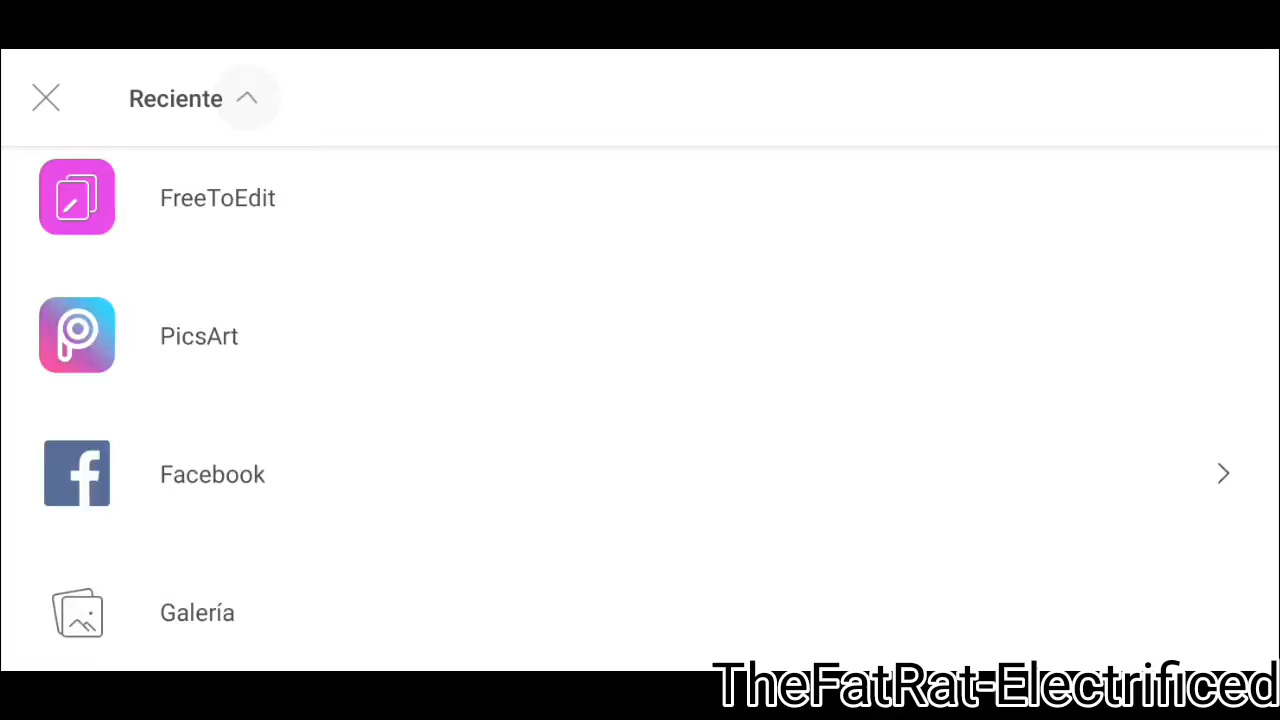 Reciente
FreeToEdit
PicsArt
Facebook
Galería
TheFatRat-Electrificed